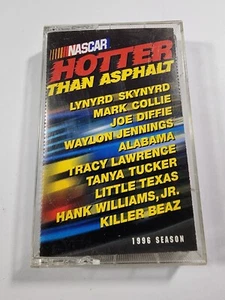 NASCAR
HOTTER
THAN ASPHALT
LYNYRD SKYNYRD
MARK COLLIE
JOE DIFFIE
WAYLON JENNINGS
ALABAMA
TRACY LAWRENCE
TANYA TUCKER
LITTLE TEXAS
HANK WILLIAMS, JR.
KILLER BEAZ
1996 SEASON